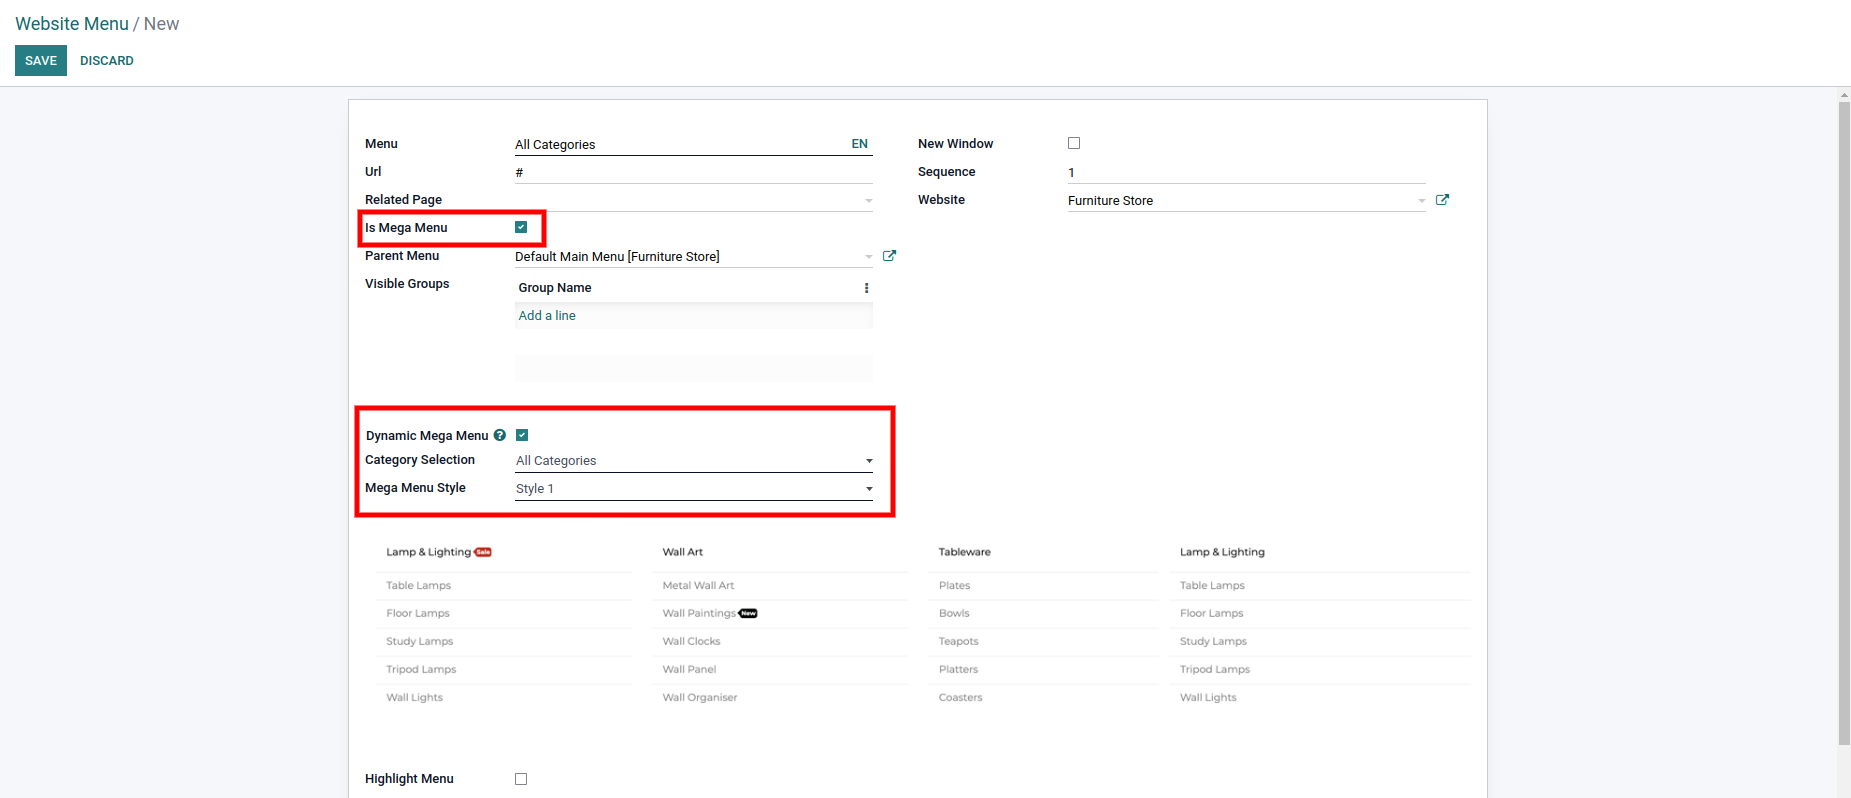 Website Menu / New
SAVE DISCARD
Menu All Categories EN New Window
Url # Sequence 1
Related Page Website Furniture Store
Is Mega Menu
Parent Menu Default Main Menu [Furniture Store]
Visible Groups Group Name
Add a line
Dynamic Mega Menu ?
Category Selection All Categories
Mega Menu Style Style 1
Lamp & Lighting Sale Wall Art Tableware Lamp & Lighting
Table Lamps Metal Wall Art Plates Table Lamps
Floor Lamps Wall Paintings New Bowls Floor Lamps
Study Lamps Wall Clocks Teapots Study Lamps
Tripod Lamps Wall Panel Platters Tripod Lamps
Wall Lights Wall Organiser Coasters Wall Lights
Highlight Menu